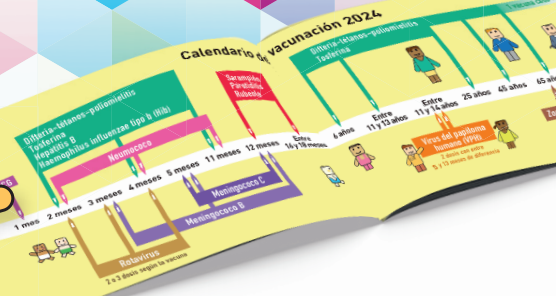 Calendario de vacunación 2024
Difteria-tétanos-poliomielitis
Tosferina
Hepatitis B
Haemophilus influenzae tipo b (Hib)
Neumococo
Sarampión
Parotiditis
Rubeola
Difteria-tétanos-poliomielitis
Tosferina
1 mes
2 meses
3 meses
4 meses
5 meses
11 meses
12 meses
Entre
16 y 18 meses
6 años
Entre
11 y 13 años
Entre
11 y 14 años
25 años
45 años
65 a
Meningococo C
Meningococo B
Rotavirus
2 o 3 dosis según la vacuna
Virus del papiloma
humano (VPH)
2 dosis con entre
5 y 13 meses de diferencia